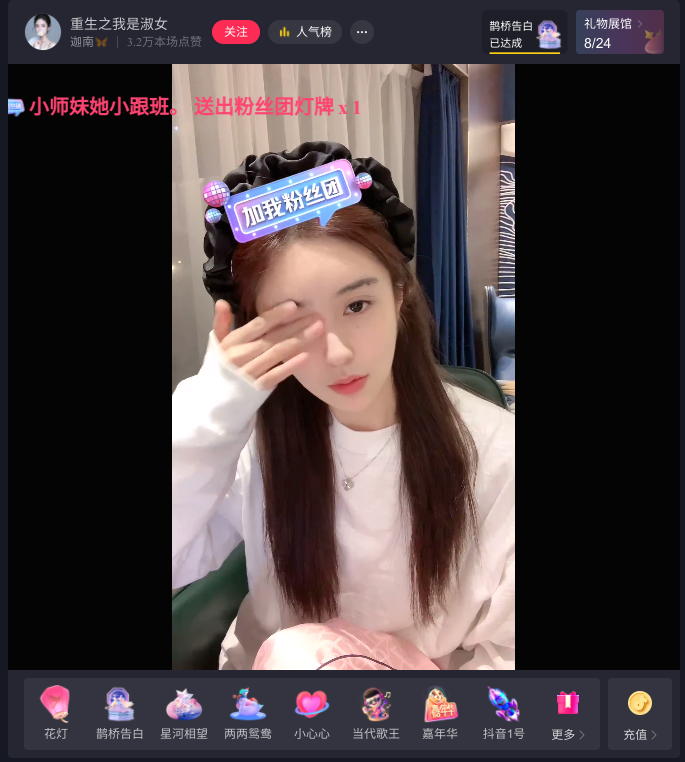 重生之我是淑女
迦南🦋 | 3.2万本场点赞
关注
人气榜
鹊桥告白
已达成
礼物展馆
8/24
小师妹她小跟班。 送出粉丝团灯牌 x 1
加我粉丝团
花灯
鹊桥告白
星河相望
两两鸳鸯
小心心
当代歌王
嘉年华
抖音1号
更多
充值